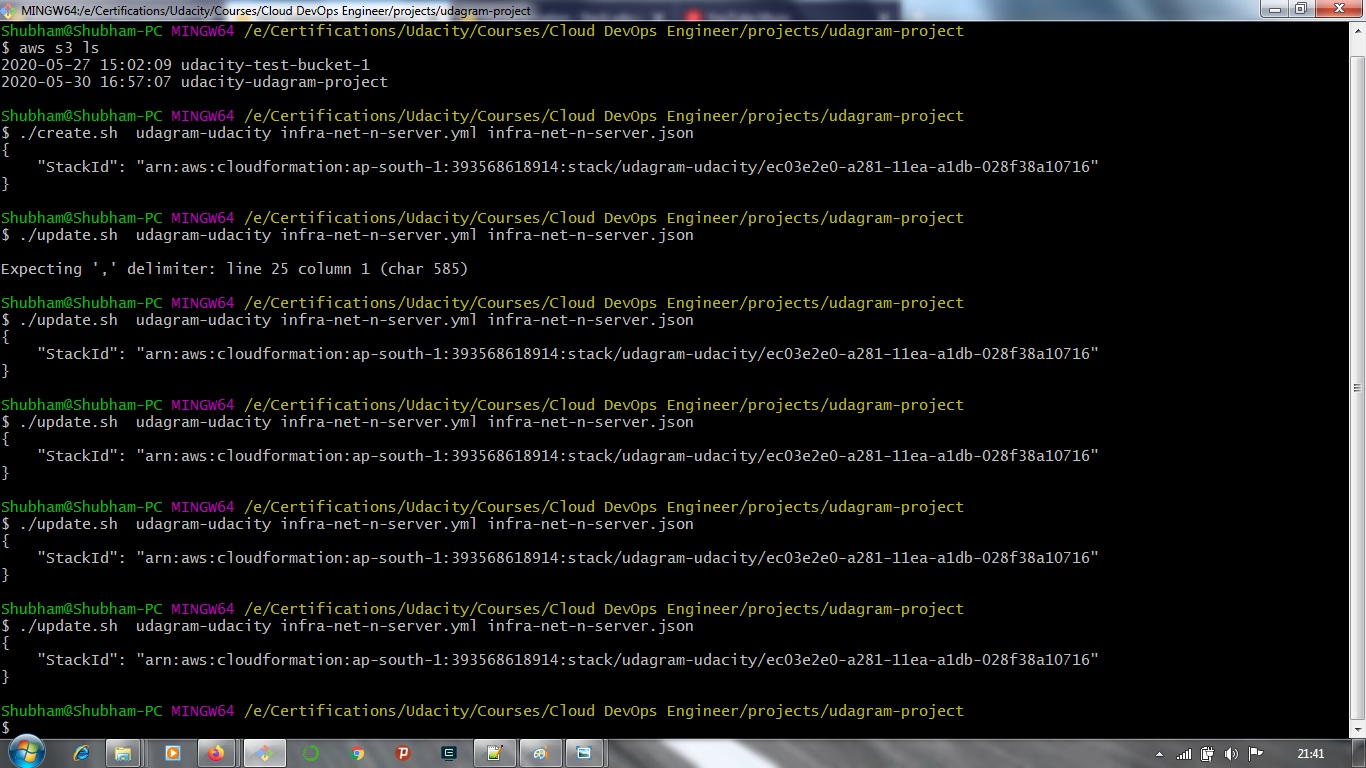 MINGW64:/e/Certifications/Udacity/Courses/Cloud DevOps Engineer/projects/udagram-project
Shubham@Shubham-PC MINGW64 /e/Certifications/Udacity/Courses/Cloud DevOps Engineer/projects/udagram-project
$ aws s3 ls
2020-05-27 15:02:09 udacity-test-bucket-1
2020-05-30 16:57:07 udacity-udagram-project
Shubham@Shubham-PC MINGW64 /e/Certifications/Udacity/Courses/Cloud DevOps Engineer/projects/udagram-project
$ ./create.sh  udagram-udacity infra-net-n-server.yml infra-net-n-server.json
{
    "StackId": "arn:aws:cloudformation:ap-south-1:393568618914:stack/udagram-udacity/ec03e2e0-a281-11ea-a1db-028f38a10716"
}
Shubham@Shubham-PC MINGW64 /e/Certifications/Udacity/Courses/Cloud DevOps Engineer/projects/udagram-project
$ ./update.sh  udagram-udacity infra-net-n-server.yml infra-net-n-server.json
Expecting ',' delimiter: line 25 column 1 (char 585)
Shubham@Shubham-PC MINGW64 /e/Certifications/Udacity/Courses/Cloud DevOps Engineer/projects/udagram-project
$ ./update.sh  udagram-udacity infra-net-n-server.yml infra-net-n-server.json
{
    "StackId": "arn:aws:cloudformation:ap-south-1:393568618914:stack/udagram-udacity/ec03e2e0-a281-11ea-a1db-028f38a10716"
}
Shubham@Shubham-PC MINGW64 /e/Certifications/Udacity/Courses/Cloud DevOps Engineer/projects/udagram-project
$ ./update.sh  udagram-udacity infra-net-n-server.yml infra-net-n-server.json
{
    "StackId": "arn:aws:cloudformation:ap-south-1:393568618914:stack/udagram-udacity/ec03e2e0-a281-11ea-a1db-028f38a10716"
}
Shubham@Shubham-PC MINGW64 /e/Certifications/Udacity/Courses/Cloud DevOps Engineer/projects/udagram-project
$ ./update.sh  udagram-udacity infra-net-n-server.yml infra-net-n-server.json
{
    "StackId": "arn:aws:cloudformation:ap-south-1:393568618914:stack/udagram-udacity/ec03e2e0-a281-11ea-a1db-028f38a10716"
}
Shubham@Shubham-PC MINGW64 /e/Certifications/Udacity/Courses/Cloud DevOps Engineer/projects/udagram-project
$ ./update.sh  udagram-udacity infra-net-n-server.yml infra-net-n-server.json
{
    "StackId": "arn:aws:cloudformation:ap-south-1:393568618914:stack/udagram-udacity/ec03e2e0-a281-11ea-a1db-028f38a10716"
}
Shubham@Shubham-PC MINGW64 /e/Certifications/Udacity/Courses/Cloud DevOps Engineer/projects/udagram-project
$
21:41